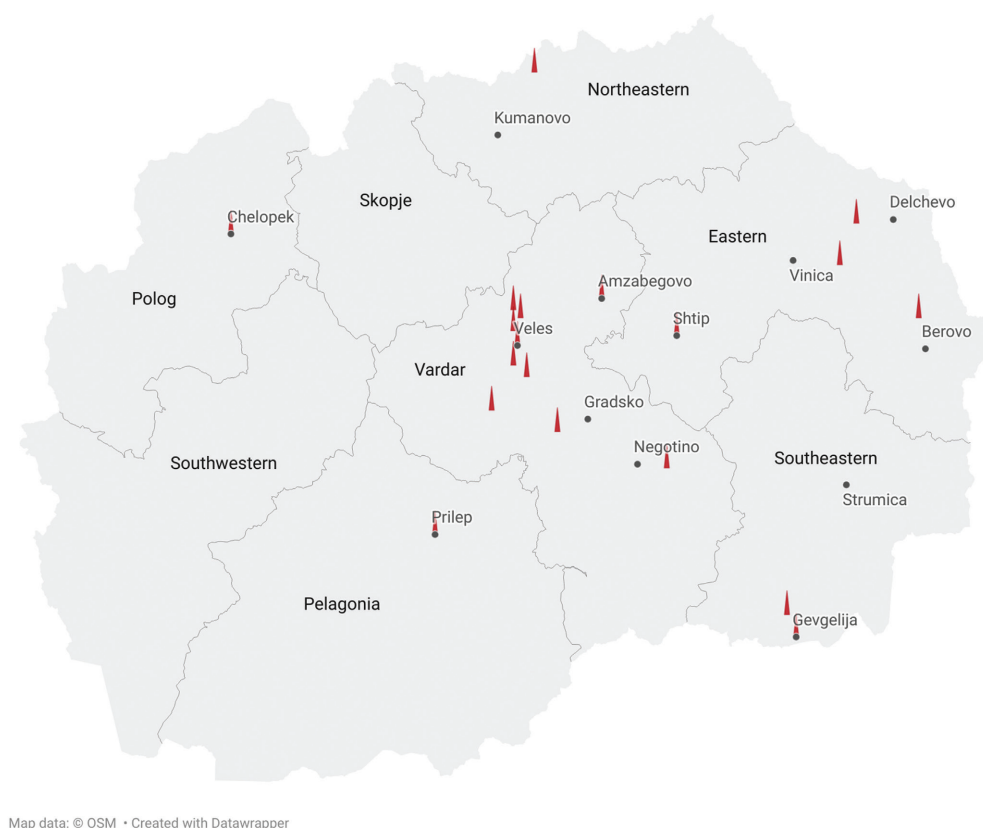 Northeastern
Kumanovo
Skopje
Delchevo
Chelopek
Eastern
Vinica
Amzabegovo
Polog
Shtip
Veles
Berovo
Vardar
Gradsko
Negotino
Southeastern
Southwestern
Strumica
Prilep
Pelagonia
Gevgelija
Map data: © OSM • Created with Datawrapper